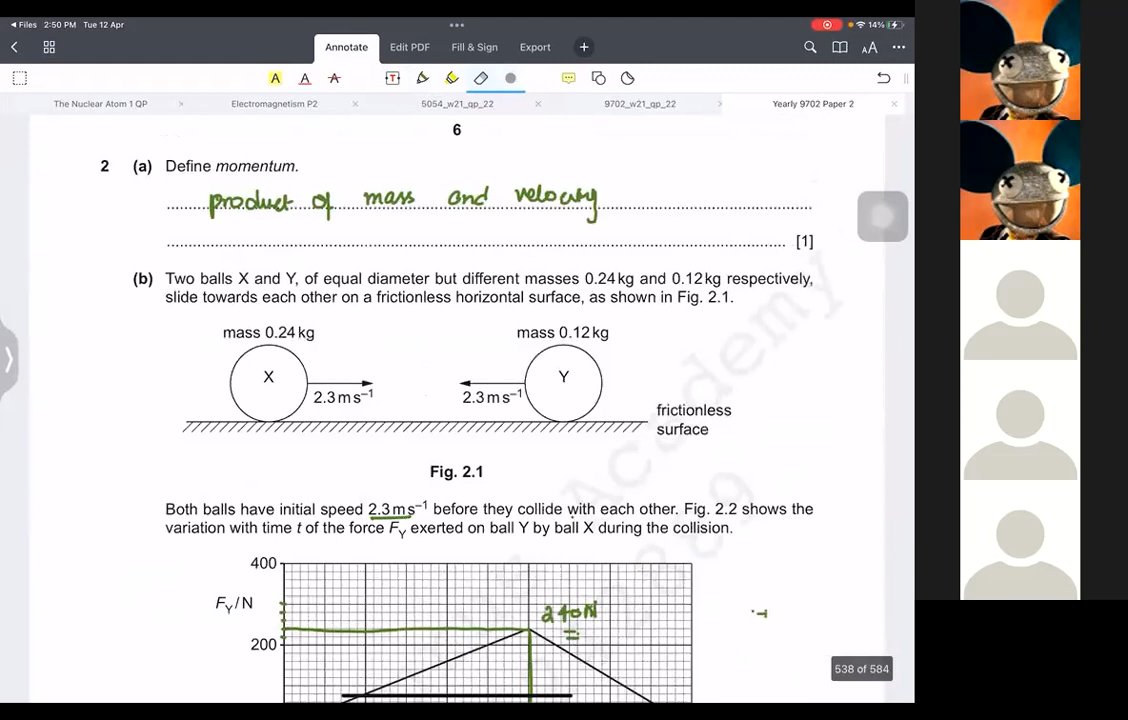 Files 2:50 PM Tue 12 Apr
14%
Annotate Edit PDF Fill & Sign Export
A A A T
AA
The Nuclear Atom 1 QP Electromagnetism P2 5054_w21_qp_22 9702_w21_qp_22 Yearly 9702 Paper 2
6
2 (a) Define momentum.
product of mass and velocity
[1]
(b) Two balls X and Y, of equal diameter but different masses 0.24 kg and 0.12 kg respectively,
slide towards each other on a frictionless horizontal surface, as shown in Fig. 2.1.
mass 0.24 kg mass 0.12 kg
X Y
2.3 m s⁻¹ 2.3 m s⁻¹
frictionless
surface
Fig. 2.1
Both balls have initial speed 2.3 m s⁻¹ before they collide with each other. Fig. 2.2 shows the
variation with time t of the force F_Y exerted on ball Y by ball X during the collision.
400
F_Y / N
240N
200
538 of 584
Academy